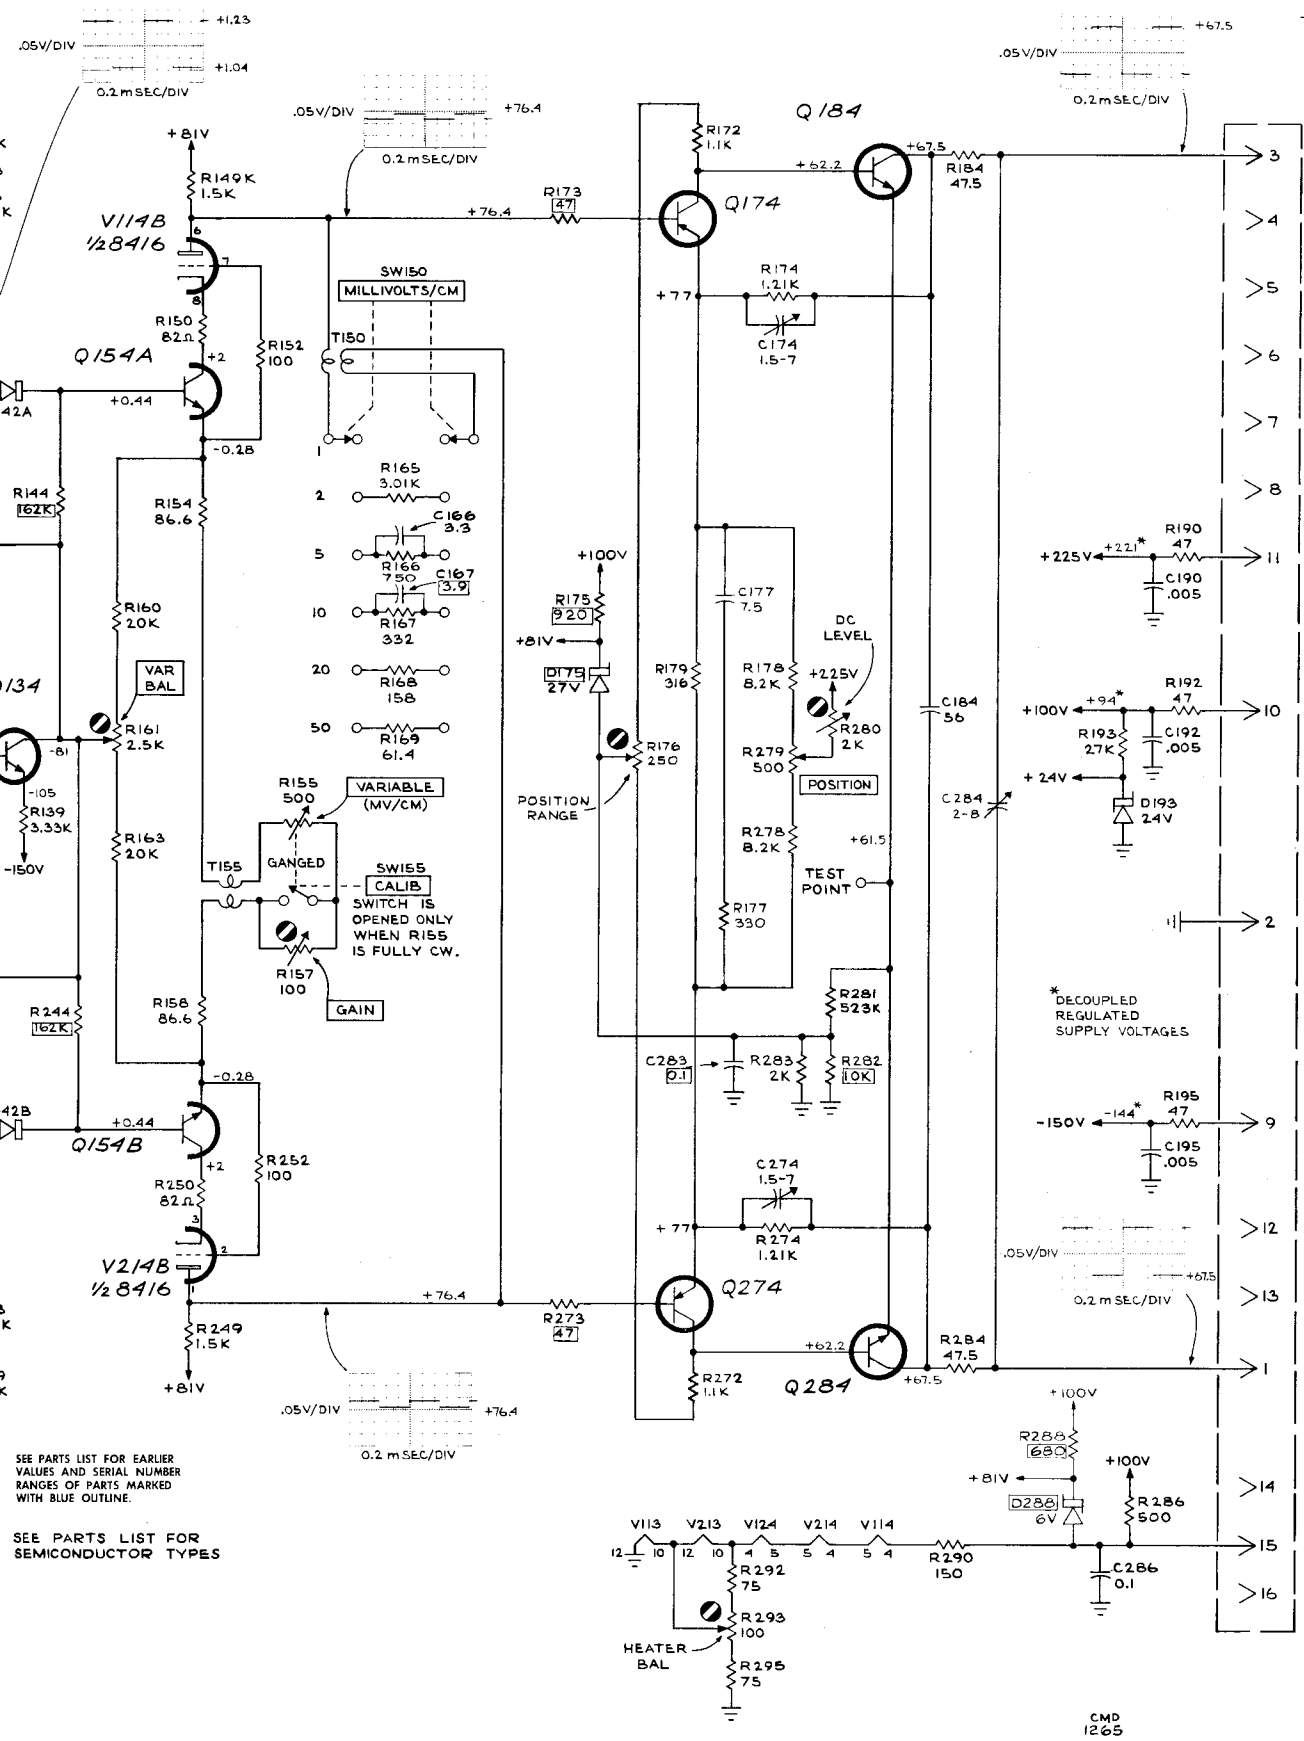 +1.23
.05V/DIV
+1.04
0.2mSEC/DIV
.05V/DIV
+76.4
0.2mSEC/DIV
+67.5
.05V/DIV
0.2mSEC/DIV
+81V
R149K
1.5K
V114B
½8416
6
7
8
R150
82Ω
R152
100
Q154A
+2
+0.44
-0.28
42A
R144
162K
R154
86.6
R160
20K
VAR
BAL
R161
2.5K
134
-81
-105
R139
3.33K
-150V
R163
20K
T155
R155
500
VARIABLE
(MV/CM)
GANGED
SW155
CALIB
SWITCH IS
OPENED ONLY
WHEN R155
IS FULLY CW.
R157
100
GAIN
R158
86.6
R244
162K
-0.28
42B
+0.44
Q154B
+2
R250
82Ω
R252
100
3
2
V214B
½8416
1
R249
1.5K
+81V
.05V/DIV
+76.4
0.2mSEC/DIV
SW150
MILLIVOLTS/CM
T150
1
2
R165
3.01K
5
C166
3.3
R166
750
10
C167
3.9
R167
332
20
R168
158
50
R169
61.4
+76.4
R173
47
R172
1.1K
Q174
Q184
+62.2
+67.5
R184
47.5
+77
R174
1.21K
C174
1.5-7
+100V
R175
920
+81V
D175
27V
R176
250
POSITION
RANGE
R179
316
C177
7.5
R178
8.2K
DC
LEVEL
+225V
R280
2K
R279
500
POSITION
R278
8.2K
+61.5
TEST
POINT
R177
330
C184
56
C284
2-8
R281
523K
C283
0.1
R283
2K
R282
10K
C274
1.5-7
R274
1.21K
+77
Q274
+76.4
R273
47
+62.2
R272
1.1K
Q284
+67.5
R284
47.5
3
4
5
6
7
8
+225V
+221*
R190
47
11
C190
.005
+100V
+94*
R192
47
10
R193
27K
C192
.005
+24V
D193
24V
2
*DECOUPLED
REGULATED
SUPPLY VOLTAGES
-150V
-144*
R195
47
9
C195
.005
12
.05V/DIV
+67.5
0.2mSEC/DIV
13
1
+100V
R288
680
+81V
D288
6V
+100V
R286
500
14
15
C286
0.1
16
V113
V213
V124
V214
V114
12
10
12
10
4
5
5
4
5
4
R290
150
R292
75
R293
100
HEATER
BAL
R295
75
SEE PARTS LIST FOR EARLIER
VALUES AND SERIAL NUMBER
RANGES OF PARTS MARKED
WITH BLUE OUTLINE.
SEE PARTS LIST FOR
SEMICONDUCTOR TYPES
CMD
1265